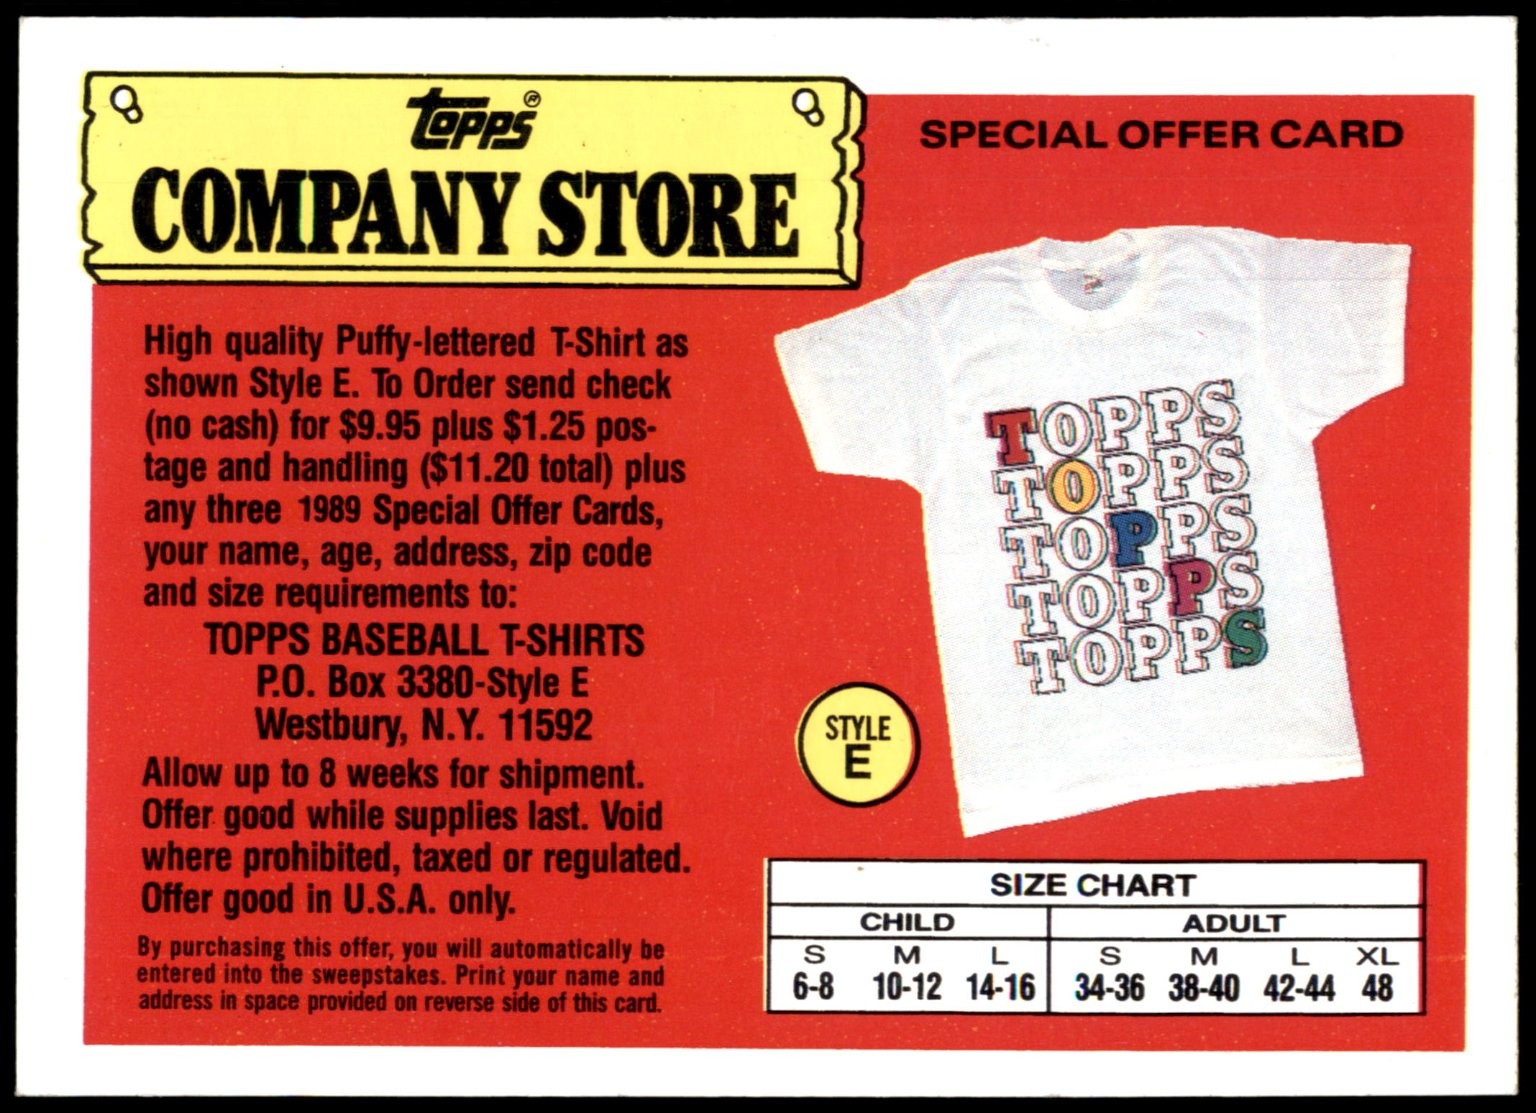 topps®
COMPANY STORE
SPECIAL OFFER CARD
High quality Puffy-lettered T-Shirt as
shown Style E. To Order send check
(no cash) for $9.95 plus $1.25 pos-
tage and handling ($11.20 total) plus
any three 1989 Special Offer Cards,
your name, age, address, zip code
and size requirements to:
TOPPS BASEBALL T-SHIRTS
P.O. Box 3380-Style E
Westbury, N.Y. 11592
Allow up to 8 weeks for shipment.
Offer good while supplies last. Void
where prohibited, taxed or regulated.
Offer good in U.S.A. only.
By purchasing this offer, you will automatically be
entered into the sweepstakes. Print your name and
address in space provided on reverse side of this card.
TOPPS
TOPPS
TOPPS
TOPPS
TOPPS
STYLE
E
SIZE CHART
CHILD ADULT
S M L S M L XL
6-8 10-12 14-16 34-36 38-40 42-44 48